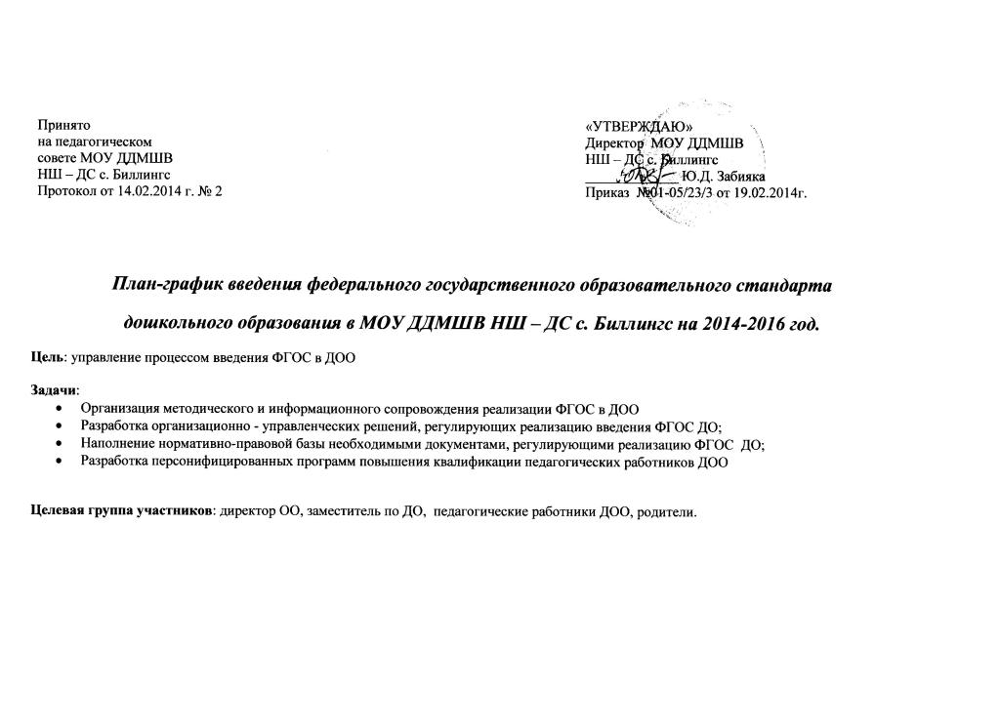 Принято
на педагогическом
совете МОУ ДДМШВ
НШ – ДС с. Биллингс
Протокол от 14.02.2014 г. № 2
«УТВЕРЖДАЮ»
Директор МОУ ДДМШВ
НШ – ДС с. Биллингс
______________ Ю.Д. Забияка
Приказ №01-05/23/3 от 19.02.2014г.
План-график введения федерального государственного образовательного стандарта
дошкольного образования в МОУ ДДМШВ НШ – ДС с. Биллингс на 2014-2016 год.
Цель: управление процессом введения ФГОС в ДОО
Задачи:
• Организация методического и информационного сопровождения реализации ФГОС в ДОО
• Разработка организационно - управленческих решений, регулирующих реализацию введения ФГОС ДО;
• Наполнение нормативно-правовой базы необходимыми документами, регулирующими реализацию ФГОС ДО;
• Разработка персонифицированных программ повышения квалификации педагогических работников ДОО
Целевая группа участников: директор ОО, заместитель по ДО, педагогические работники ДОО, родители.